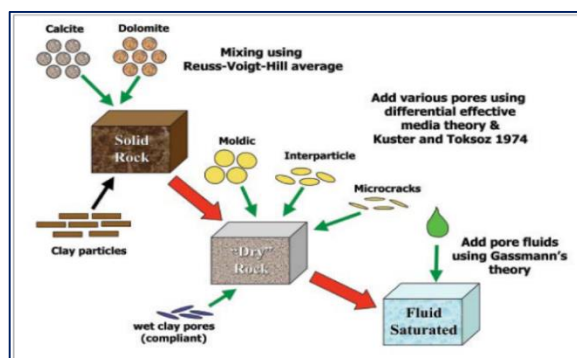 Calcite
Dolomite
Mixing using
Reuss-Voigt-Hill average
Add various pores using
differential effective
media theory &
Kuster and Toksoz 1974
Solid
Rock
Moldic
Interparticle
Microcracks
Clay particles
"Dry"
Rock
Add pore fluids
using Gassmann's
theory
wet clay pores
(compliant)
Fluid
Saturated